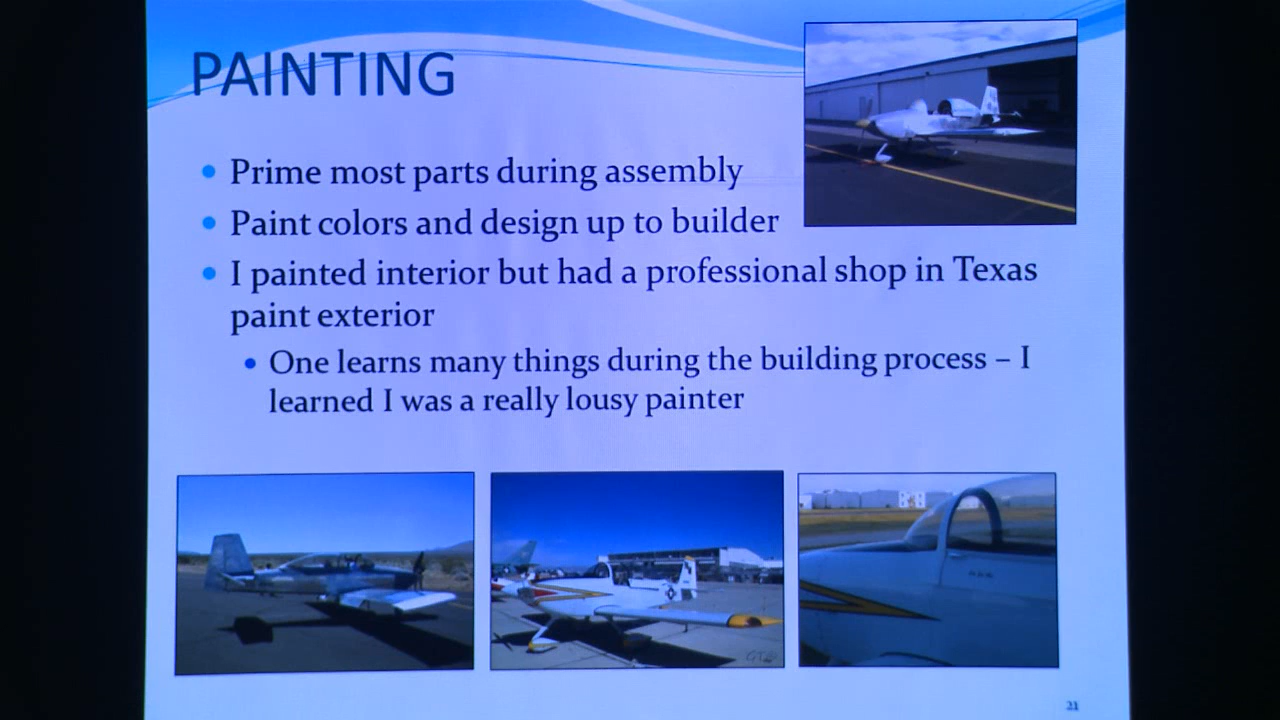 PAINTING
Prime most parts during assembly
Paint colors and design up to builder
I painted interior but had a professional shop in Texas
paint exterior
One learns many things during the building process – I
learned I was a really lousy painter
21